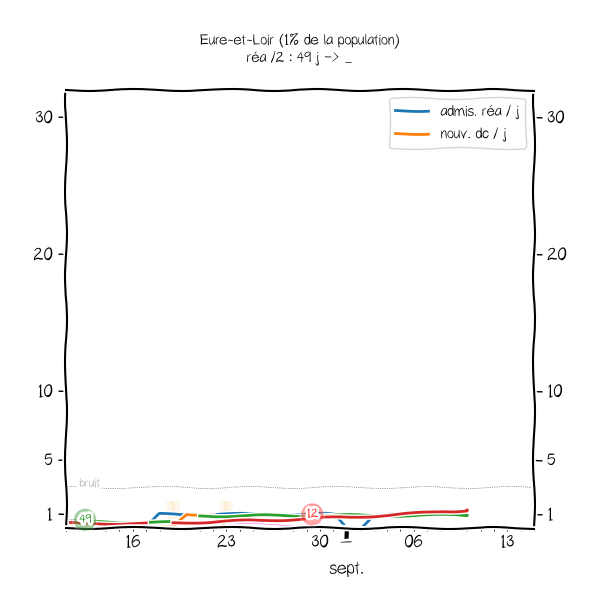 Eure-et-Loir (1% de la population)
réa /2 : 49 j -> _
admis. réa / j
nouv. dc / j
30
30
20
20
10
10
5
5
bruit
1
1
49
12
16
23
30
06
13
sept.